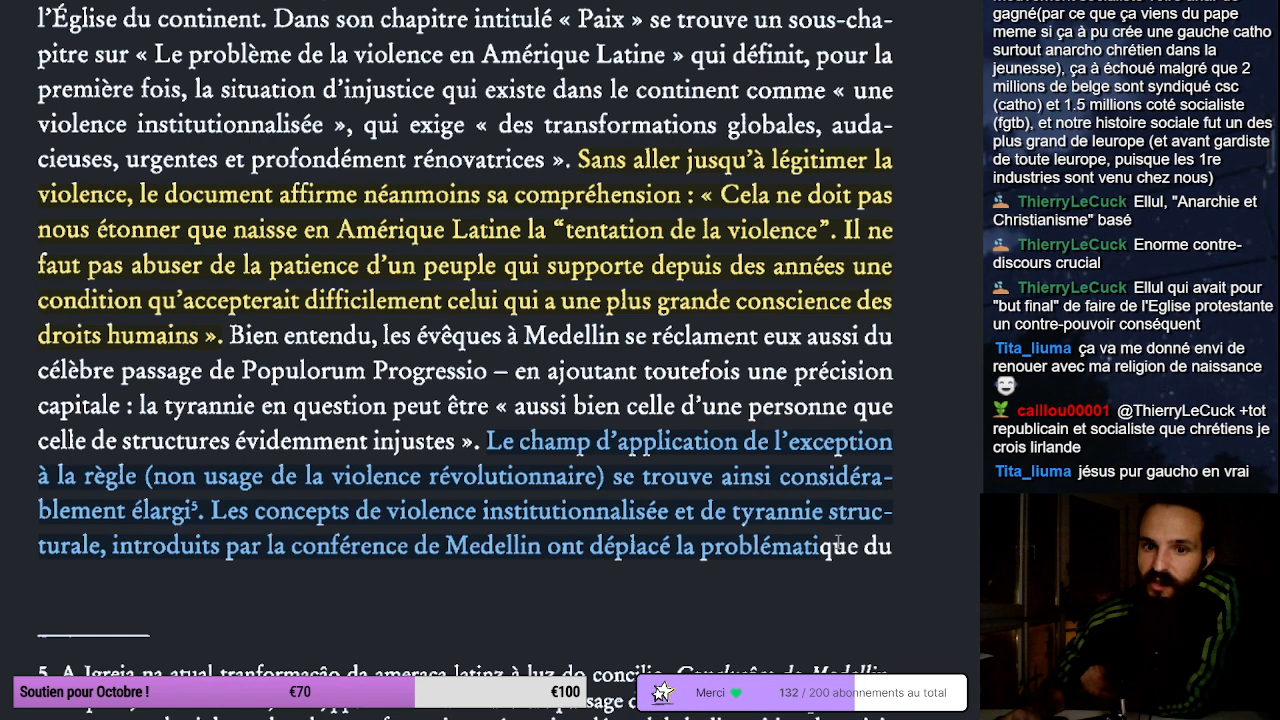 l’Église du continent. Dans son chapitre intitulé « Paix » se trouve un sous-cha-
pitre sur « Le problème de la violence en Amérique Latine » qui définit, pour la
première fois, la situation d’injustice qui existe dans le continent comme « une
violence institutionnalisée », qui exige « des transformations globales, auda-
cieuses, urgentes et profondément rénovatrices ». Sans aller jusqu’à légitimer la
violence, le document affirme néanmoins sa compréhension : « Cela ne doit pas
nous étonner que naisse en Amérique Latine la “tentation de la violence”. Il ne
faut pas abuser de la patience d’un peuple qui supporte depuis des années une
condition qu’accepterait difficilement celui qui a une plus grande conscience des
droits humains ». Bien entendu, les évêques à Medellin se réclament eux aussi du
célèbre passage de Populorum Progressio – en ajoutant toutefois une précision
capitale : la tyrannie en question peut être « aussi bien celle d’une personne que
celle de structures évidemment injustes ». Le champ d’application de l’exception
à la règle (non usage de la violence révolutionnaire) se trouve ainsi considéra-
blement élargi⁵. Les concepts de violence institutionnalisée et de tyrannie struc-
turale, introduits par la conférence de Medellin ont déplacé la problématique du
5. A Igreja na atual tranformação da ameraça latinz à luz do concilio, Conclusões de Medellin,
Soutien pour Octobre !
€70
€100
Merci
132 / 200 abonnements au total
gagné(par ce que ça viens du pape
meme si ça à pu crée une gauche catho
surtout anarcho chrétien dans la
jeunesse), ça à échoué malgré que 2
millions de belge sont syndiqué csc
(catho) et 1.5 millions coté socialiste
(fgtb), et notre histoire sociale fut un des
plus grand de leurope (et avant gardiste
de toute leurope, puisque les 1re
industries sont venu chez nous)
ThierryLeCuck Ellul, "Anarchie et
Christianisme" basé
ThierryLeCuck Enorme contre-
discours crucial
ThierryLeCuck Ellul qui avait pour
"but final" de faire de l'Eglise protestante
un contre-pouvoir conséquent
Tita_liuma ça va me donné envi de
renouer avec ma religion de naissance
caillou00001 @ThierryLeCuck +tot
republicain et socialiste que chrétiens je
crois lirlande
Tita_liuma jésus pur gaucho en vrai